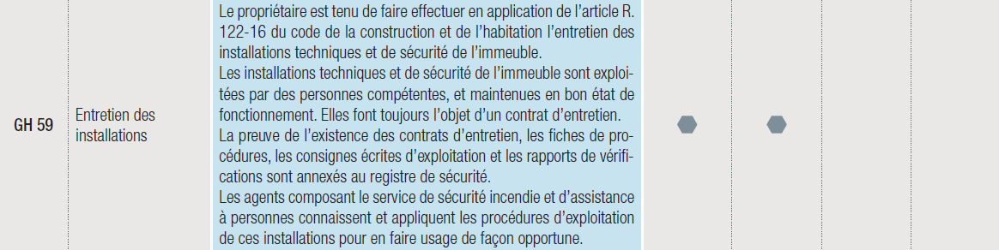 Le propriétaire est tenu de faire effectuer en application de l'article R.
122-16 du code de la construction et de l'habitation l'entretien des
installations techniques et de sécurité de l'immeuble.
Les installations techniques et de sécurité de l'immeuble sont exploi-
tées par des personnes compétentes, et maintenues en bon état de
fonctionnement. Elles font toujours l'objet d'un contrat d'entretien.
GH 59
Entretien des
installations
La preuve de l'existence des contrats d'entretien, les fiches de pro-
cédures, les consignes écrites d'exploitation et les rapports de vérifi-
cations sont annexés au registre de sécurité.
Les agents composant le service de sécurité incendie et d'assistance
à personnes connaissent et appliquent les procédures d'exploitation
de ces installations pour en faire usage de façon opportune.